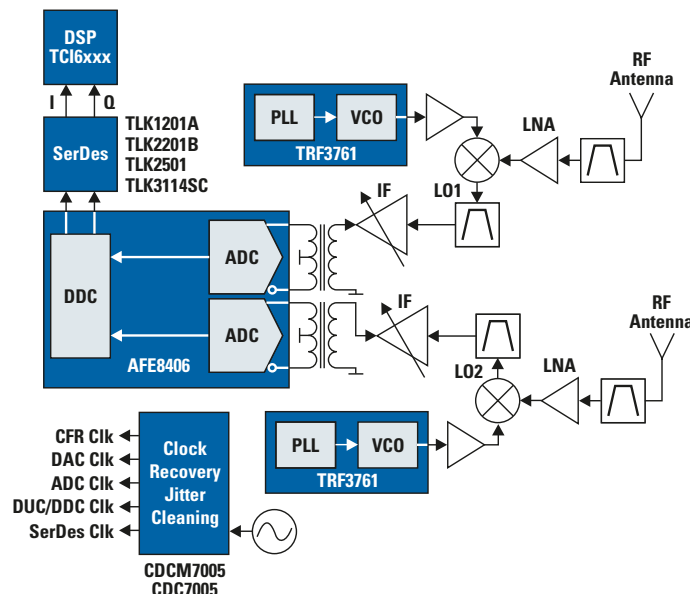 DSP
TCI6xxx
I
Q
SerDes
TLK1201A
TLK2201B
TLK2501
TLK3114SC
PLL
VCO
TRF3761
RF
Antenna
LNA
LO1
IF
ADC
DDC
ADC
AFE8406
IF
RF
Antenna
LO2
LNA
PLL
VCO
TRF3761
CFR Clk
DAC Clk
ADC Clk
DUC/DDC Clk
SerDes Clk
Clock
Recovery
Jitter
Cleaning
CDCM7005
CDC7005